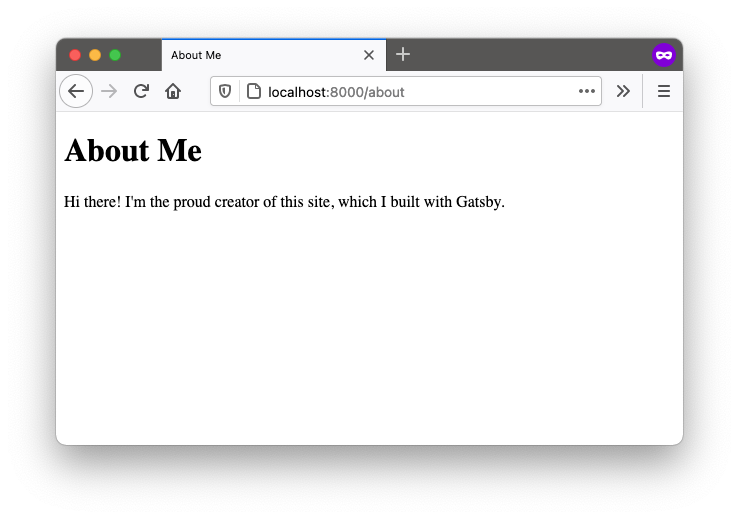 About Me
localhost:8000/about
About Me
Hi there! I'm the proud creator of this site, which I built with Gatsby.